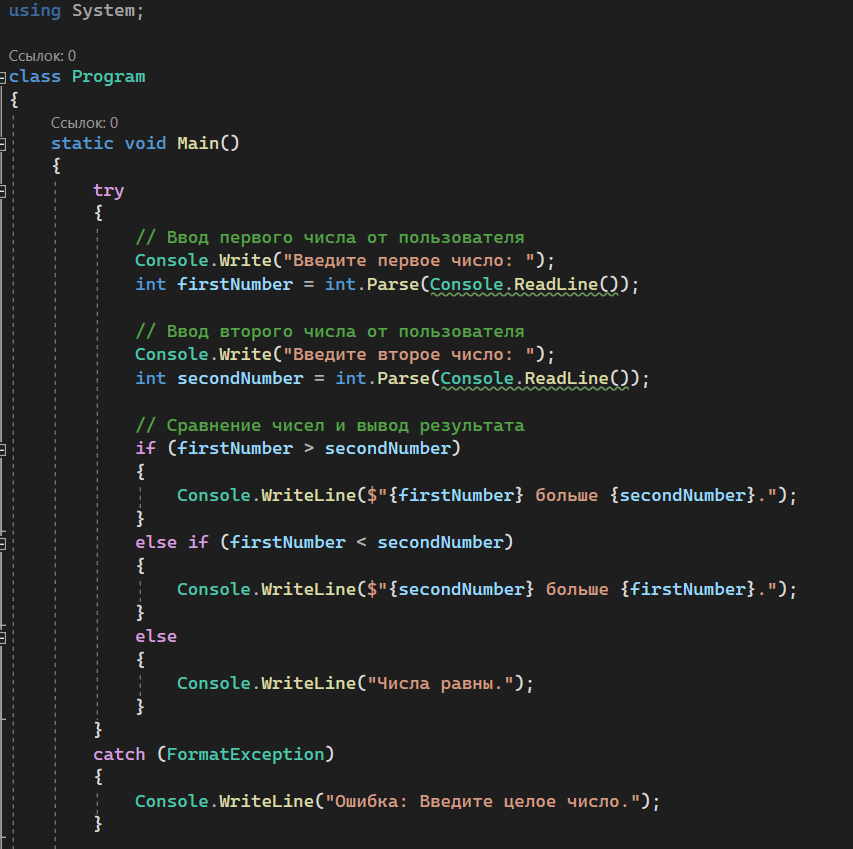 using System;
Ссылок: 0
class Program
{
Ссылок: 0
static void Main()
{
try
{
// Ввод первого числа от пользователя
Console.Write("Введите первое число: ");
int firstNumber = int.Parse(Console.ReadLine());
// Ввод второго числа от пользователя
Console.Write("Введите второе число: ");
int secondNumber = int.Parse(Console.ReadLine());
// Сравнение чисел и вывод результата
if (firstNumber > secondNumber)
{
Console.WriteLine($"{firstNumber} больше {secondNumber}.");
}
else if (firstNumber < secondNumber)
{
Console.WriteLine($"{secondNumber} больше {firstNumber}.");
}
else
{
Console.WriteLine("Числа равны.");
}
}
catch (FormatException)
{
Console.WriteLine("Ошибка: Введите целое число.");
}